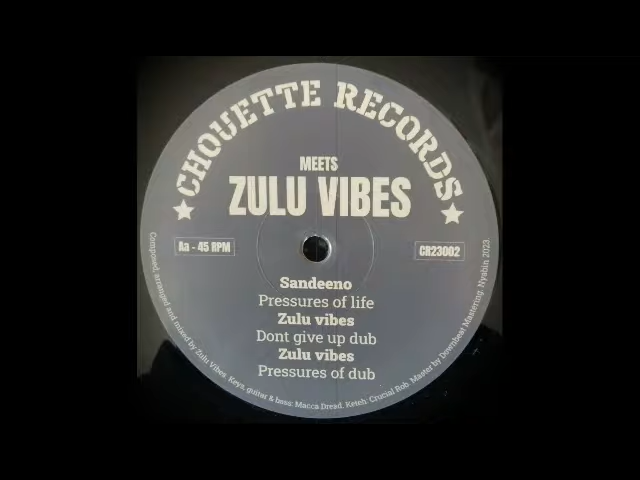 CHOUETTE RECORDS
MEETS
ZULU VIBES
Aa - 45 RPM
CR23002
Sandeeno
Pressures of life
Zulu vibes
Dont give up dub
Zulu vibes
Pressures of dub
Composed, arranged and mixed by Zulu Vibes. Keyz, guitar & bass: Macca Dread. Keteh: Crucial Rob. Master by Downbeat Mastering. Nyabin 2023